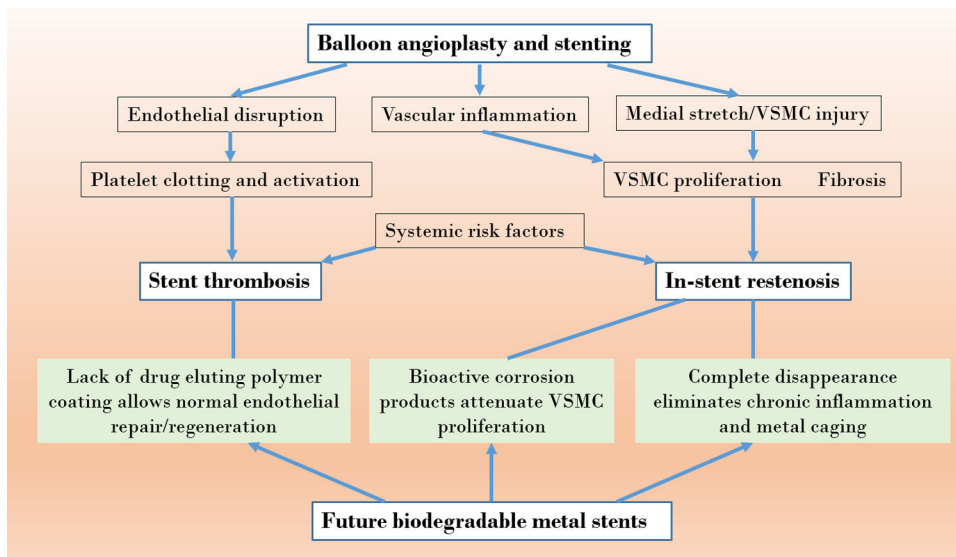 Balloon angioplasty and stenting
Endothelial disruption
Vascular inflammation
Medial stretch/VSMC injury
Platelet clotting and activation
VSMC proliferation Fibrosis
Systemic risk factors
Stent thrombosis
In-stent restenosis
Lack of drug eluting polymer
coating allows normal endothelial
repair/regeneration
Bioactive corrosion
products attenuate VSMC
proliferation
Complete disappearance
eliminates chronic inflammation
and metal caging
Future biodegradable metal stents